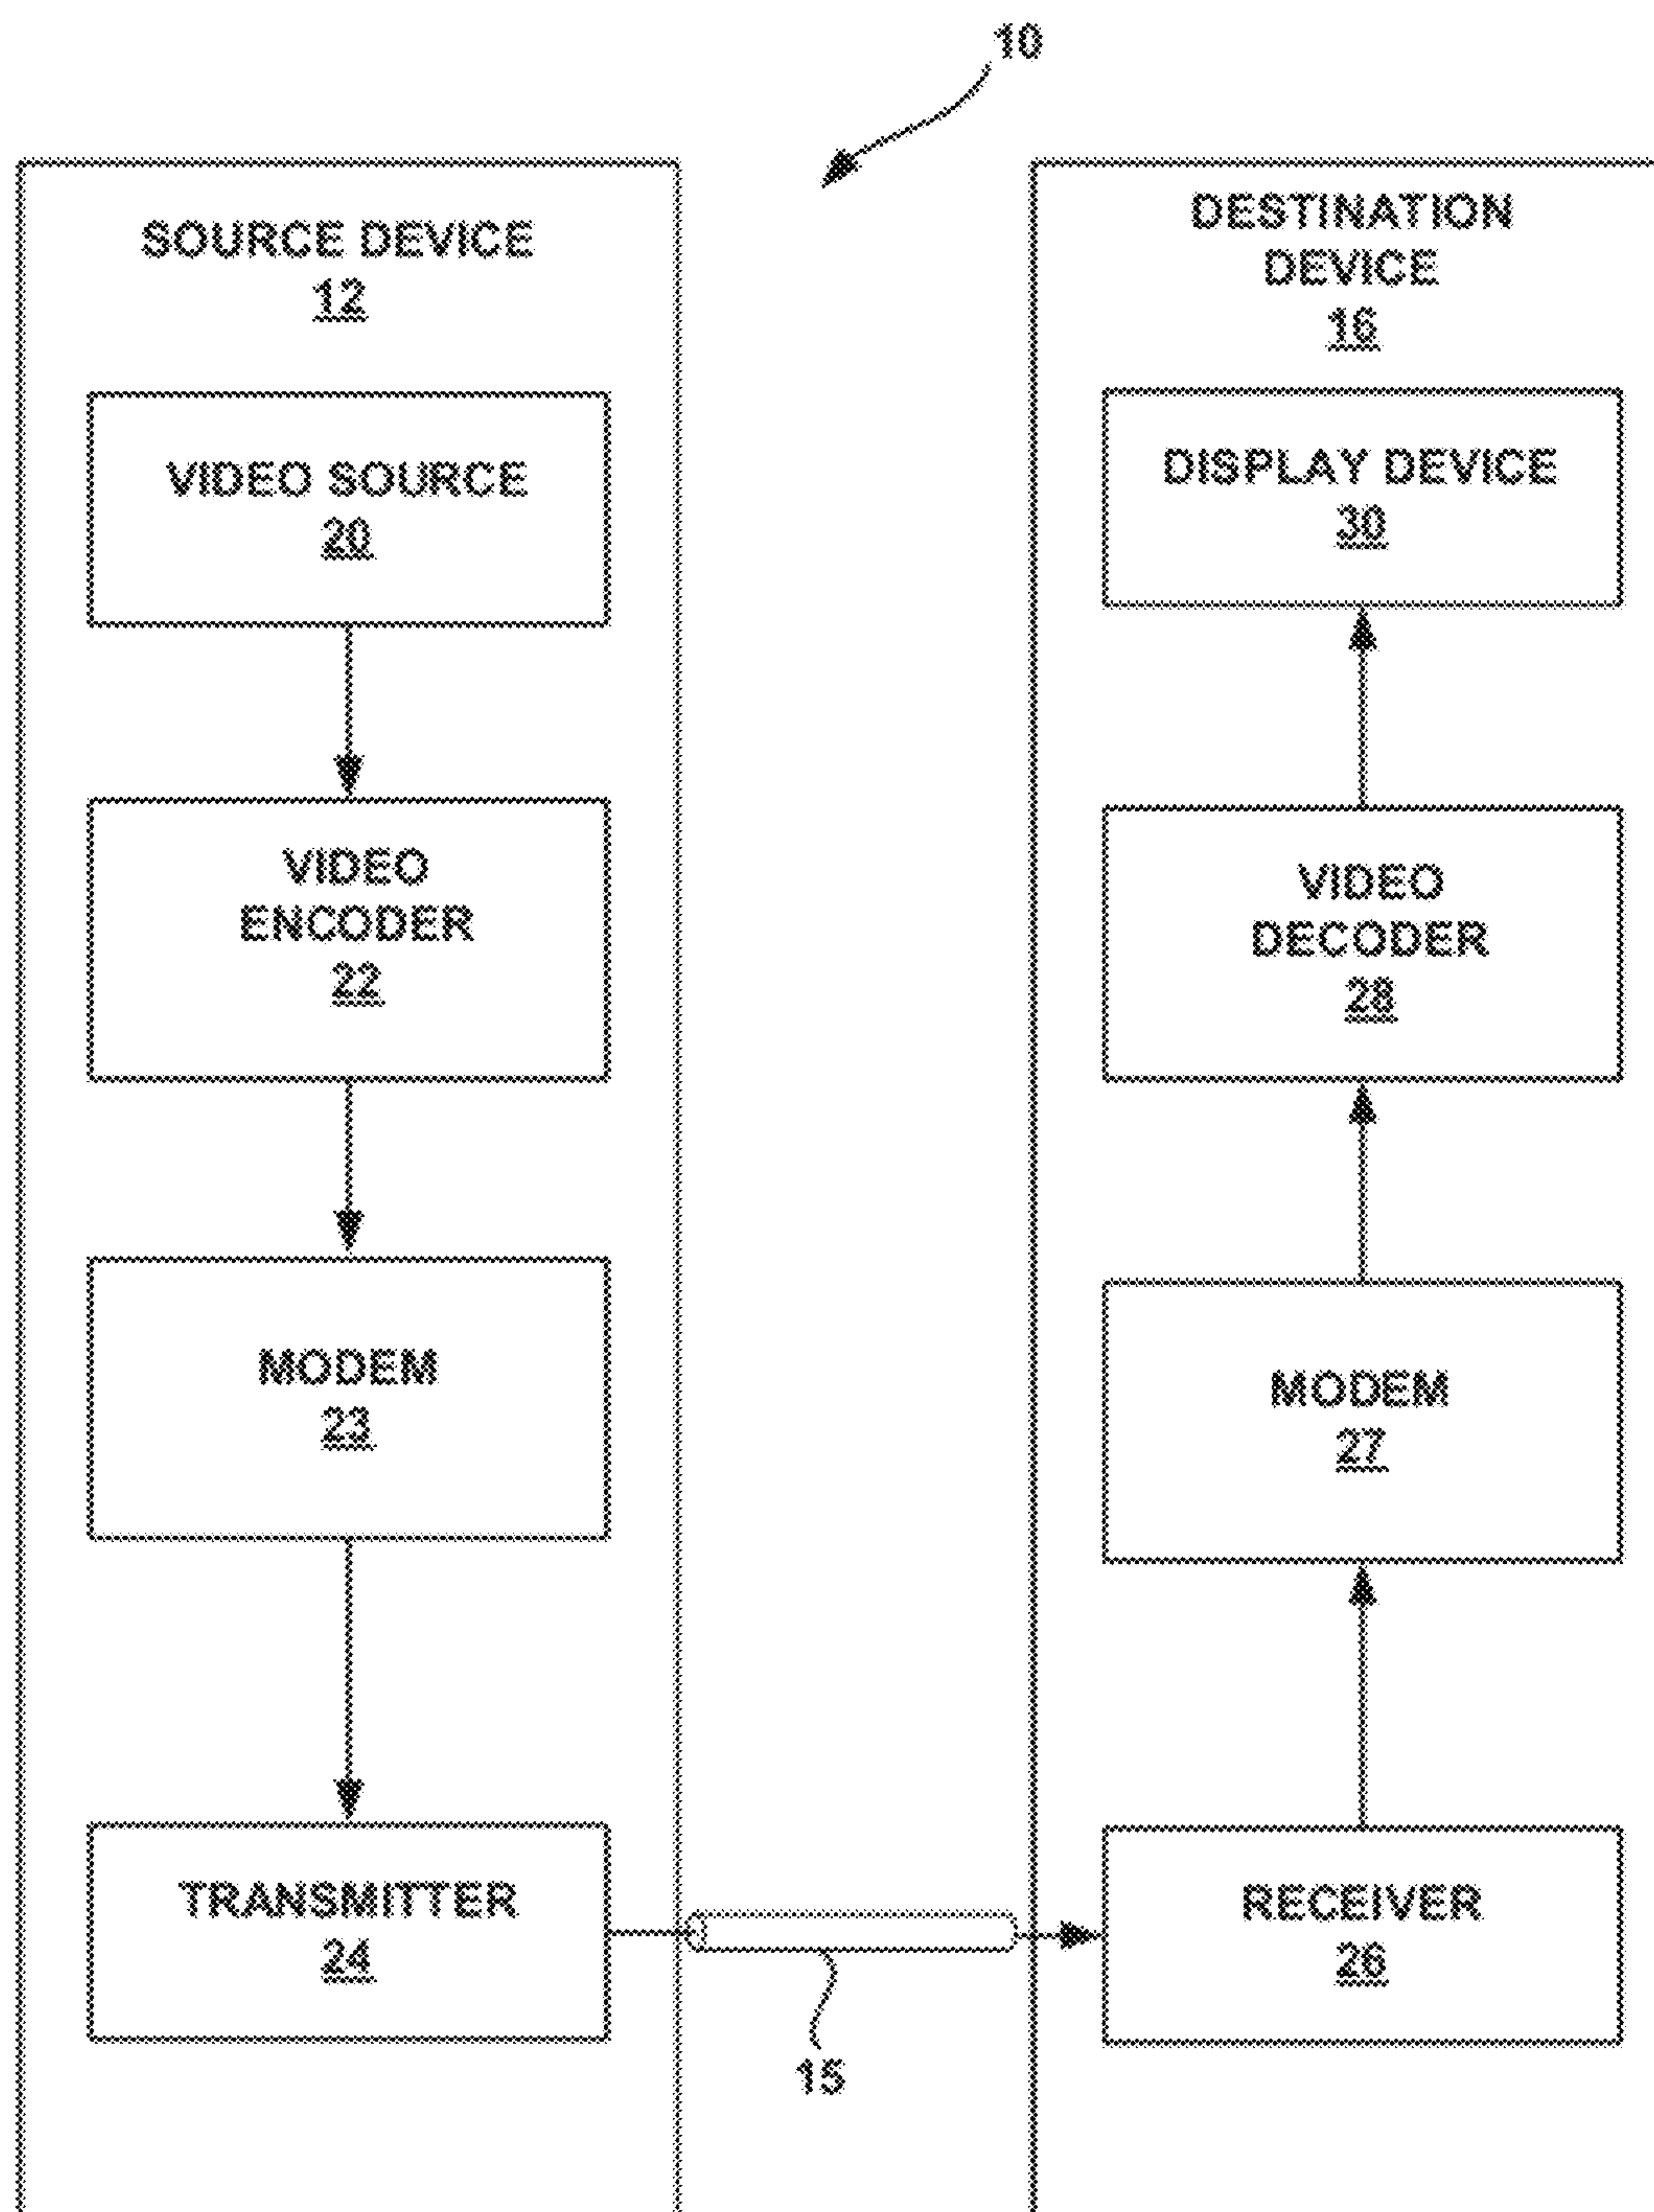 10
SOURCE DEVICE
12
VIDEO SOURCE
20
VIDEO
ENCODER
22
MODEM
23
TRANSMITTER
24
15
DESTINATION
DEVICE
16
DISPLAY DEVICE
30
VIDEO
DECODER
28
MODEM
27
RECEIVER
26